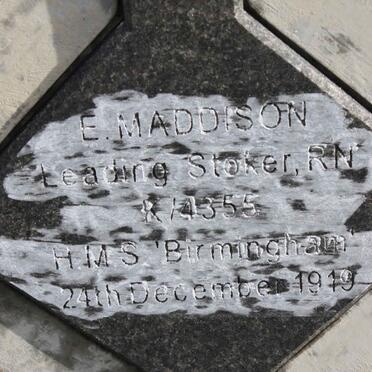 E. MADDISON
Leading Stoker, RN
K/4355
H.M.S. 'Birmingham'
24th December 1919